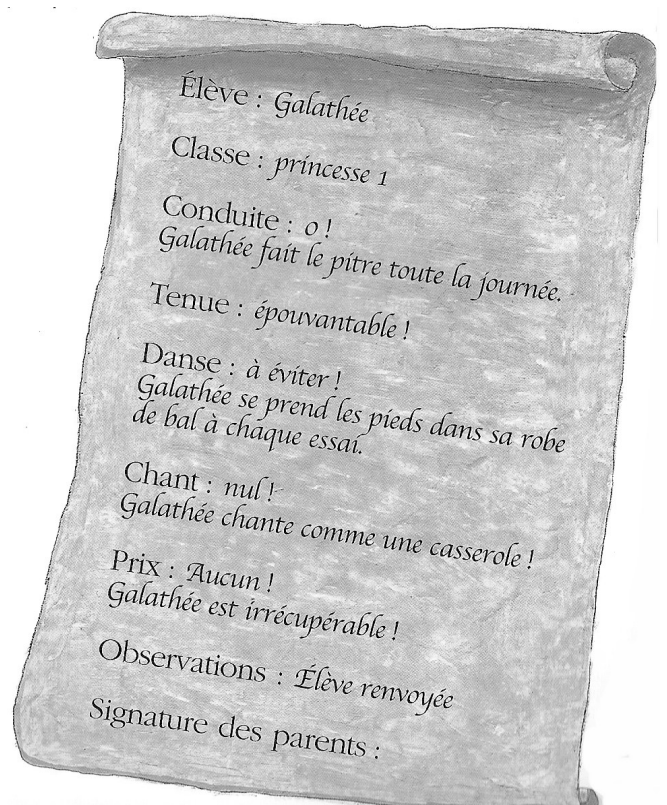 Élève : Galathée
Classe : princesse 1
Conduite : 0 !
Galathée fait le pitre toute la journée.
Tenue : épouvantable !
Danse : à éviter !
Galathée se prend les pieds dans sa robe
de bal à chaque essai.
Chant : nul !
Galathée chante comme une casserole !
Prix : Aucun !
Galathée est irrécupérable !
Observations : Élève renvoyée
Signature des parents :